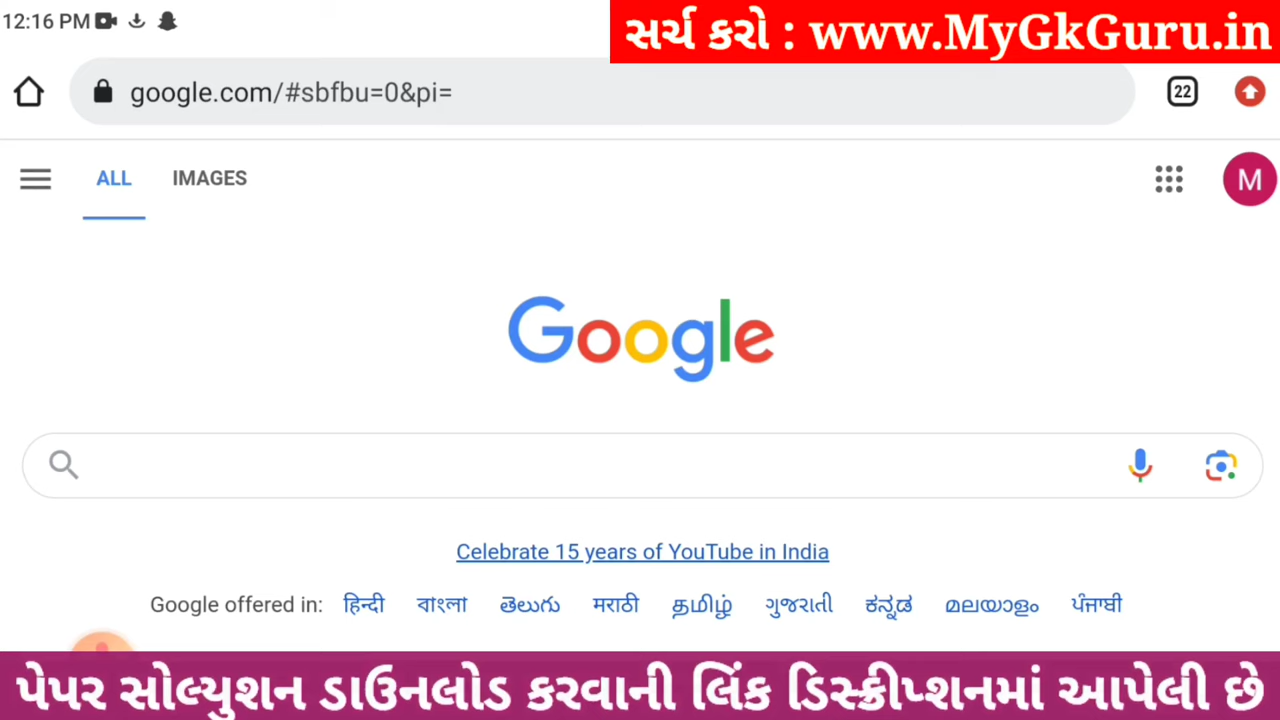 12:16 PM
સર્ચ કરો : www.MyGkGuru.in
google.com/#sbfbu=0&pi=
22
ALL IMAGES
M
Google
Celebrate 15 years of YouTube in India
Google offered in: हिन्दी বাংলা తెలుగు मराठी தமிழ் ગુજરાતી ಕನ್ನಡ മലയാളം ਪੰਜਾਬੀ
પેપર સોલ્યુશન ડાઉનલોડ કરવાની લિંક ડિસ્ક્રીપ્શનમાં આપેલી છે